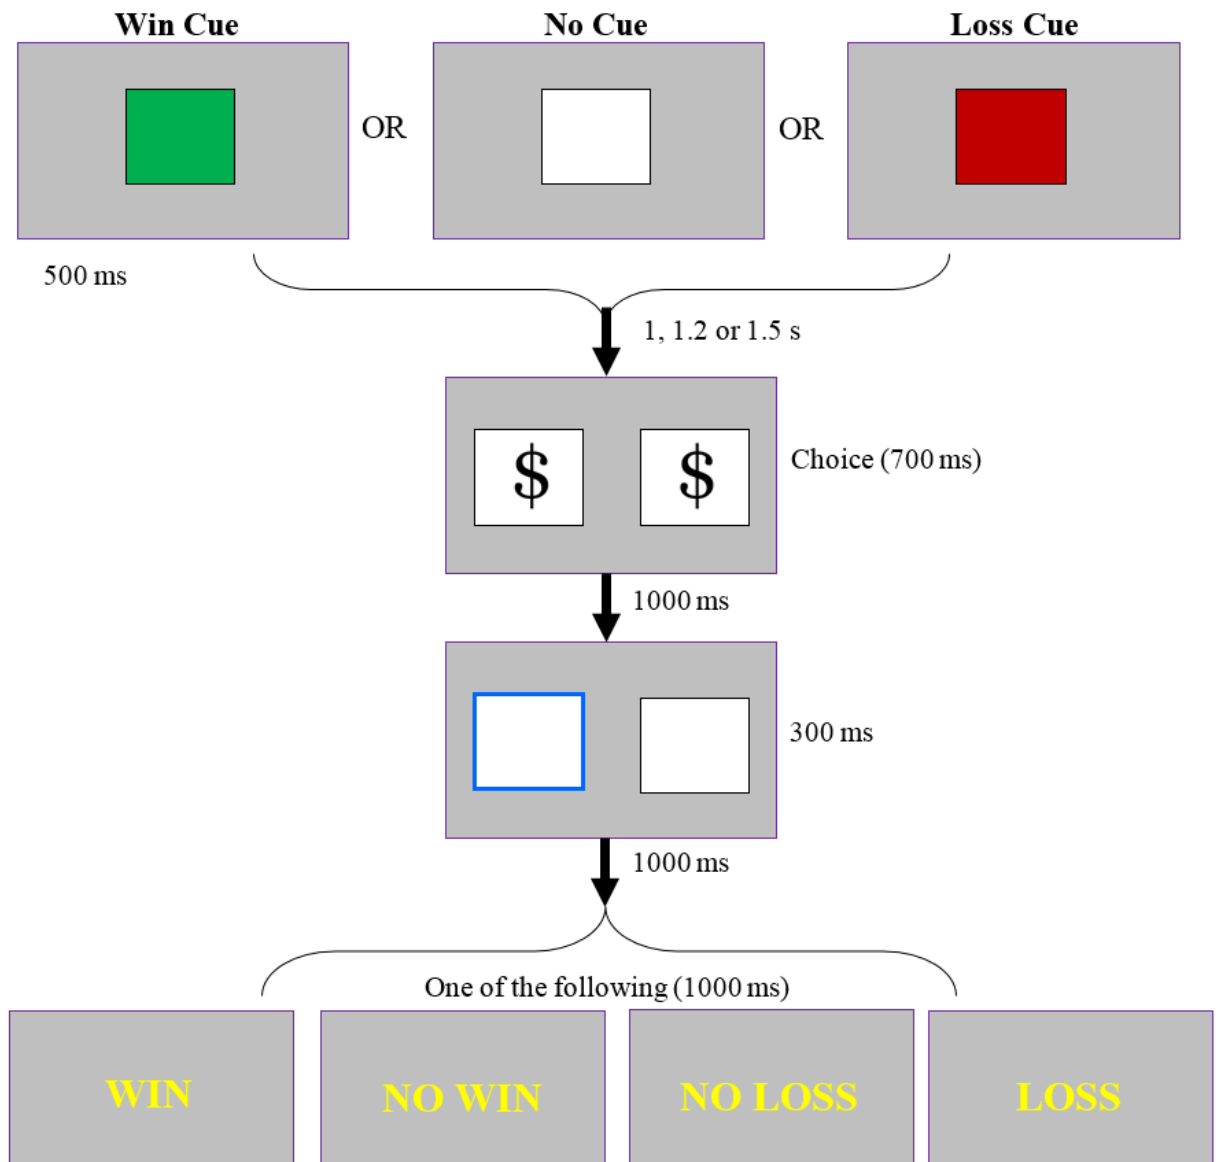 Win Cue
No Cue
Loss Cue
OR
OR
500 ms
1, 1.2 or 1.5 s
$
$
Choice (700 ms)
1000 ms
300 ms
1000 ms
One of the following (1000 ms)
WIN
NO WIN
NO LOSS
LOSS